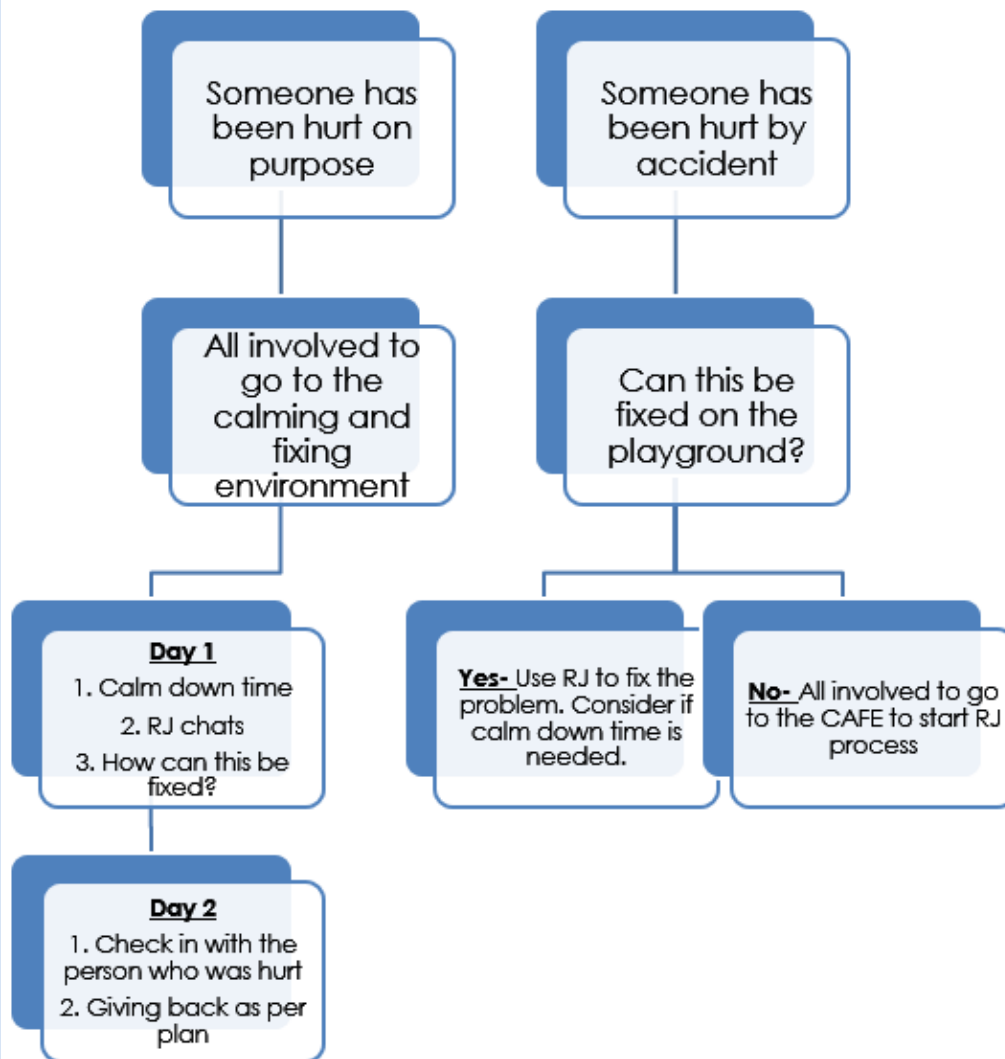 Someone has
been hurt on
purpose
Someone has
been hurt by
accident
All involved to
go to the
calming and
fixing
environment
Can this be
fixed on the
playground?
Day 1
1. Calm down time
2. RJ chats
3. How can this be
fixed?
Yes- Use RJ to fix the
problem. Consider if
calm down time is
needed.
No- All involved to go
to the CAFE to start RJ
process
Day 2
1. Check in with the
person who was hurt
2. Giving back as per
plan